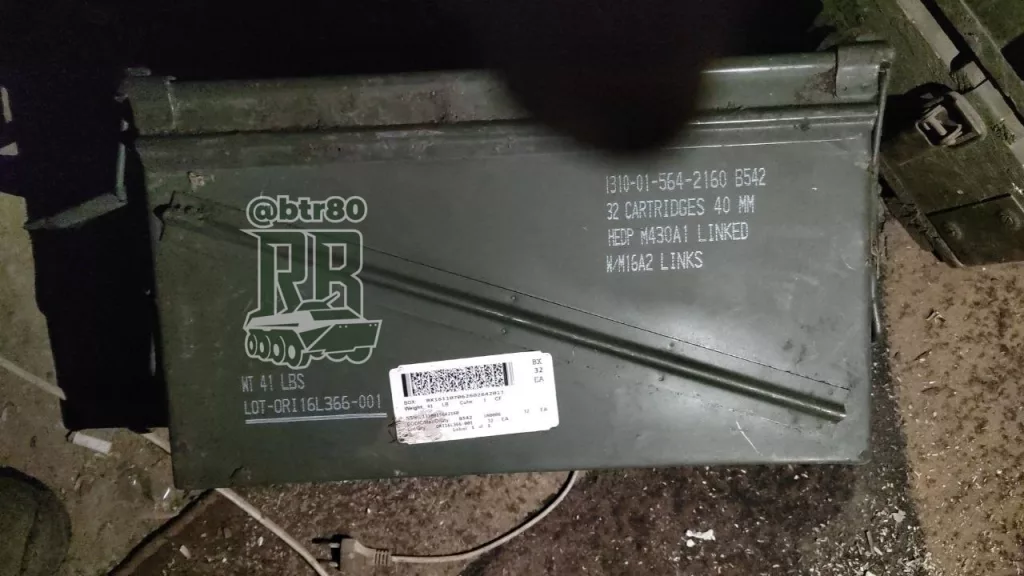 @btr80
RB
1310-01-564-2160 B542
32 CARTRIDGES 40 MM
HEDP M430A1 LINKED
W/M16A2 LINKS
WT 41 LBS
LOT-ORI16L366-001
BX
32
EA